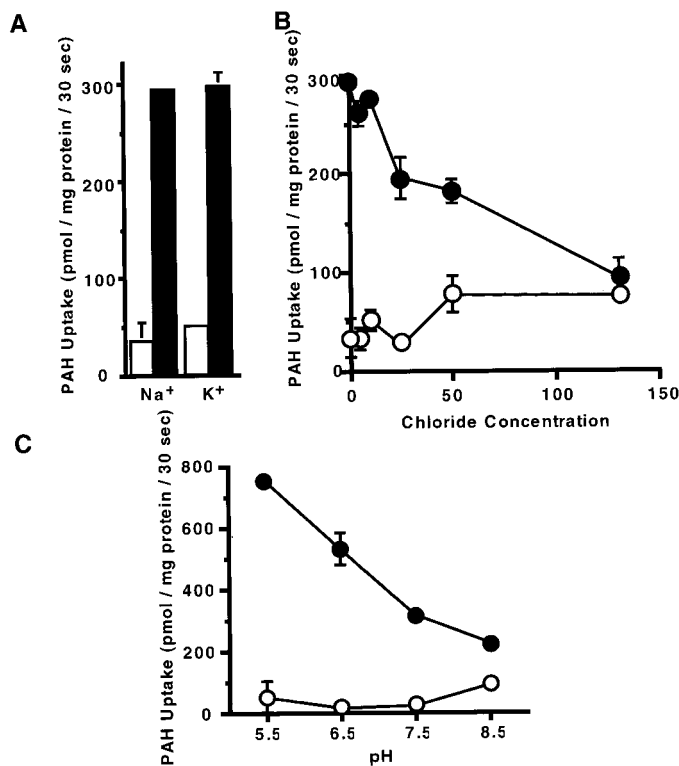 A
PAH Uptake (pmol / mg protein / 30 sec)
300
200
100
0
Na+ K+
B
PAH Uptake (pmol / mg protein / 30 sec)
300
200
100
0
0 50 100 150
Chloride Concentration
C
PAH Uptake (pmol / mg protein / 30 sec)
800
600
400
200
0
5.5 6.5 7.5 8.5
pH